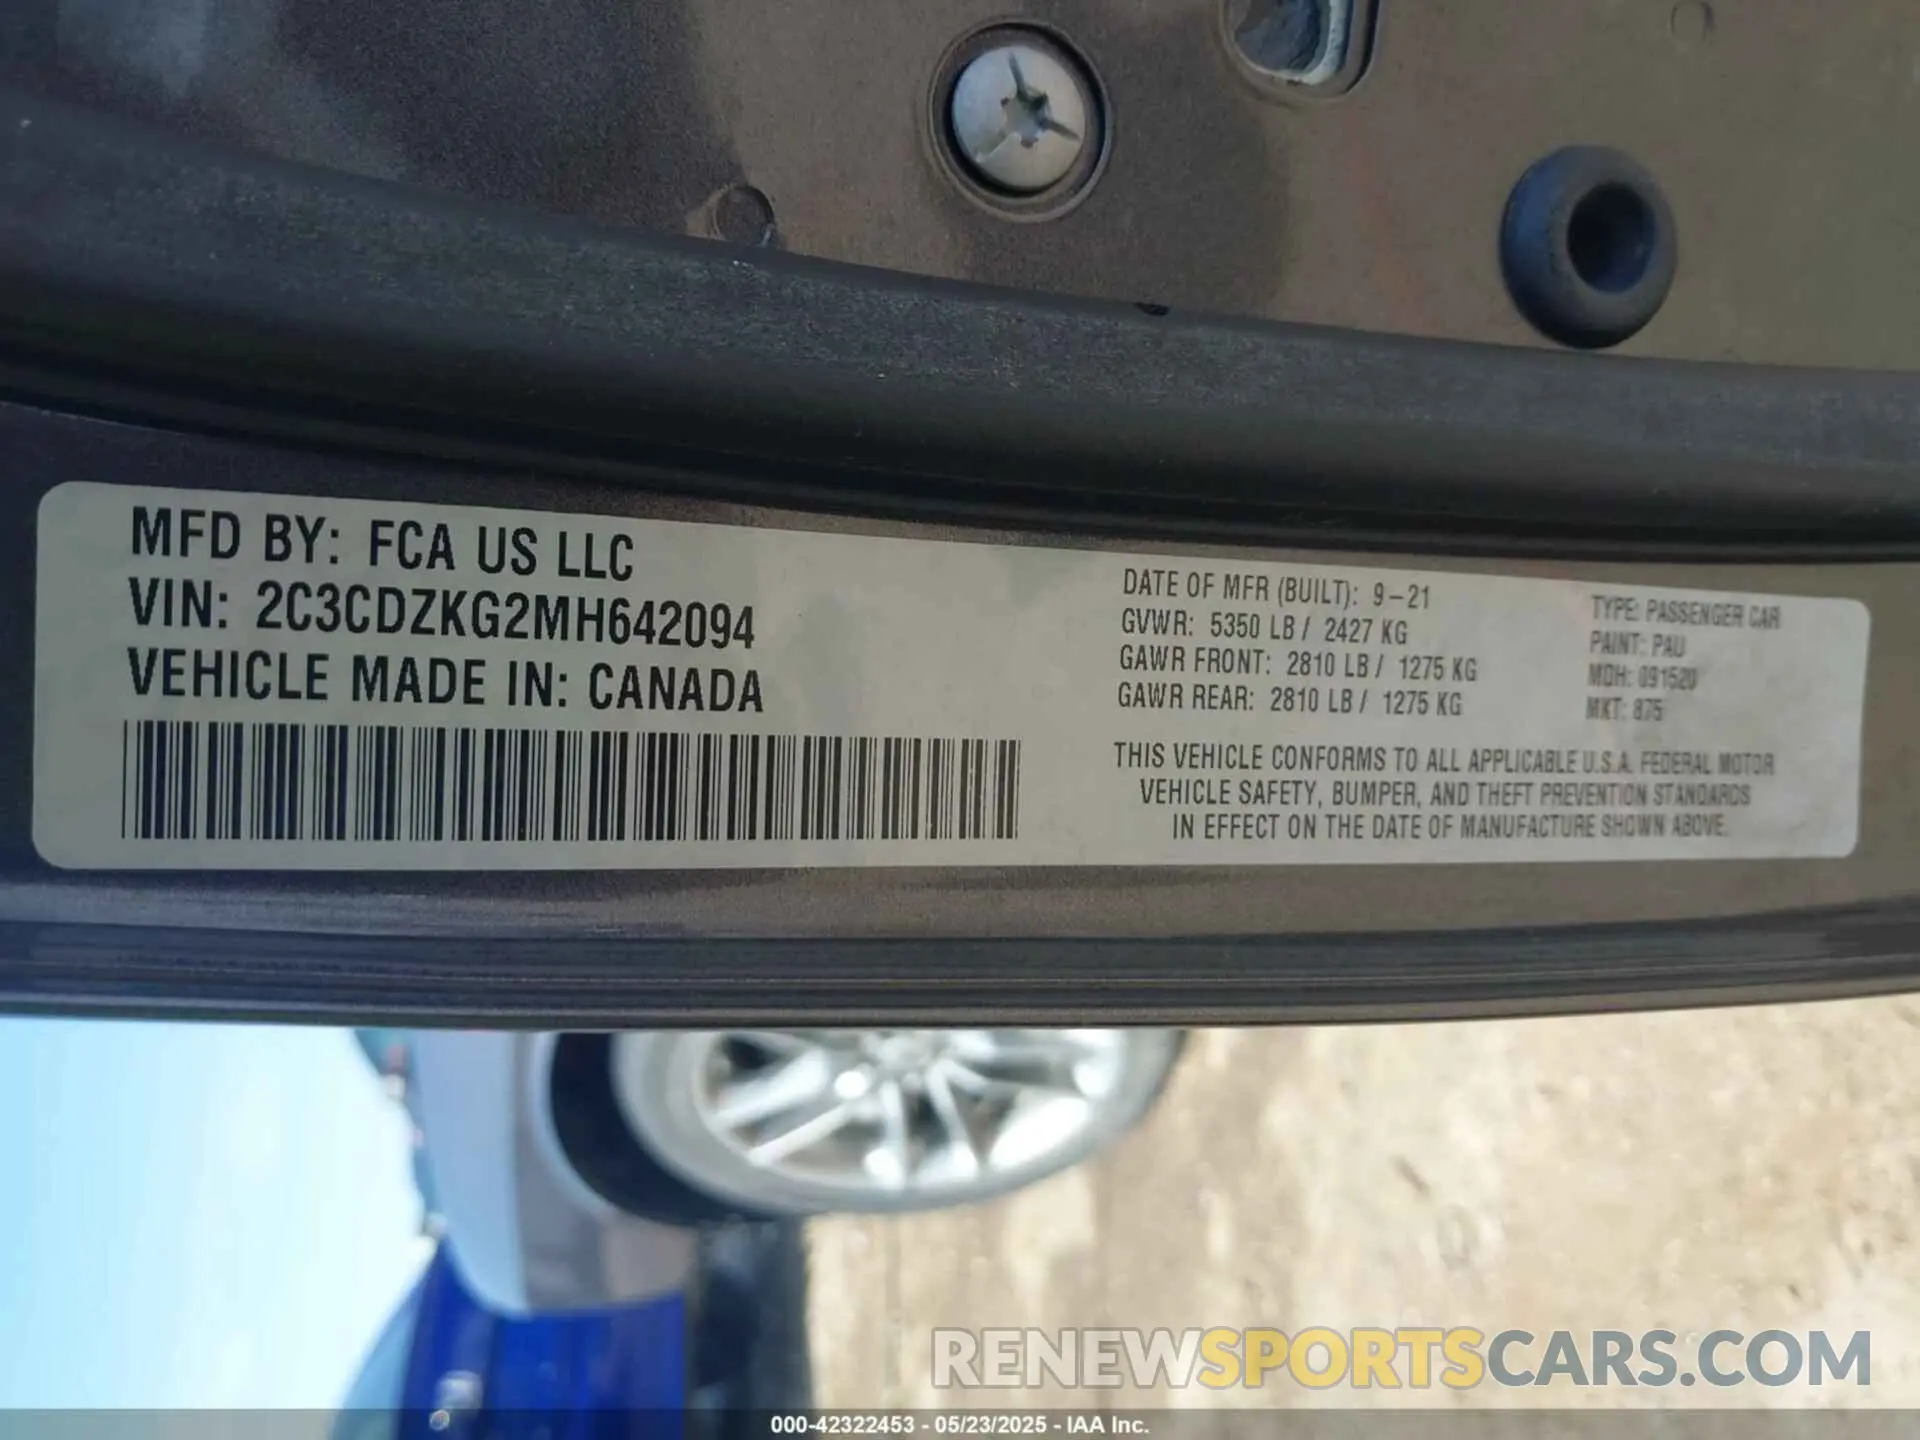 MFD BY: FCA US LLC
VIN: 2C3CDZKG2MH642094
VEHICLE MADE IN: CANADA
DATE OF MFR (BUILT): 9-21
GVWR: 5350 LB / 2427 KG
GAWR FRONT: 2810 LB / 1275 KG
GAWR REAR: 2810 LB / 1275 KG
TYPE: PASSENGER CAR
PAINT: PAU
MDH: 091520
MKT: 875
THIS VEHICLE CONFORMS TO ALL APPLICABLE U.S.A. FEDERAL MOTOR
VEHICLE SAFETY, BUMPER, AND THEFT PREVENTION STANDARDS
IN EFFECT ON THE DATE OF MANUFACTURE SHOWN ABOVE.
RENEWSPORTSCARS.COM
000-42322453 - 05/23/2025 - IAA Inc.